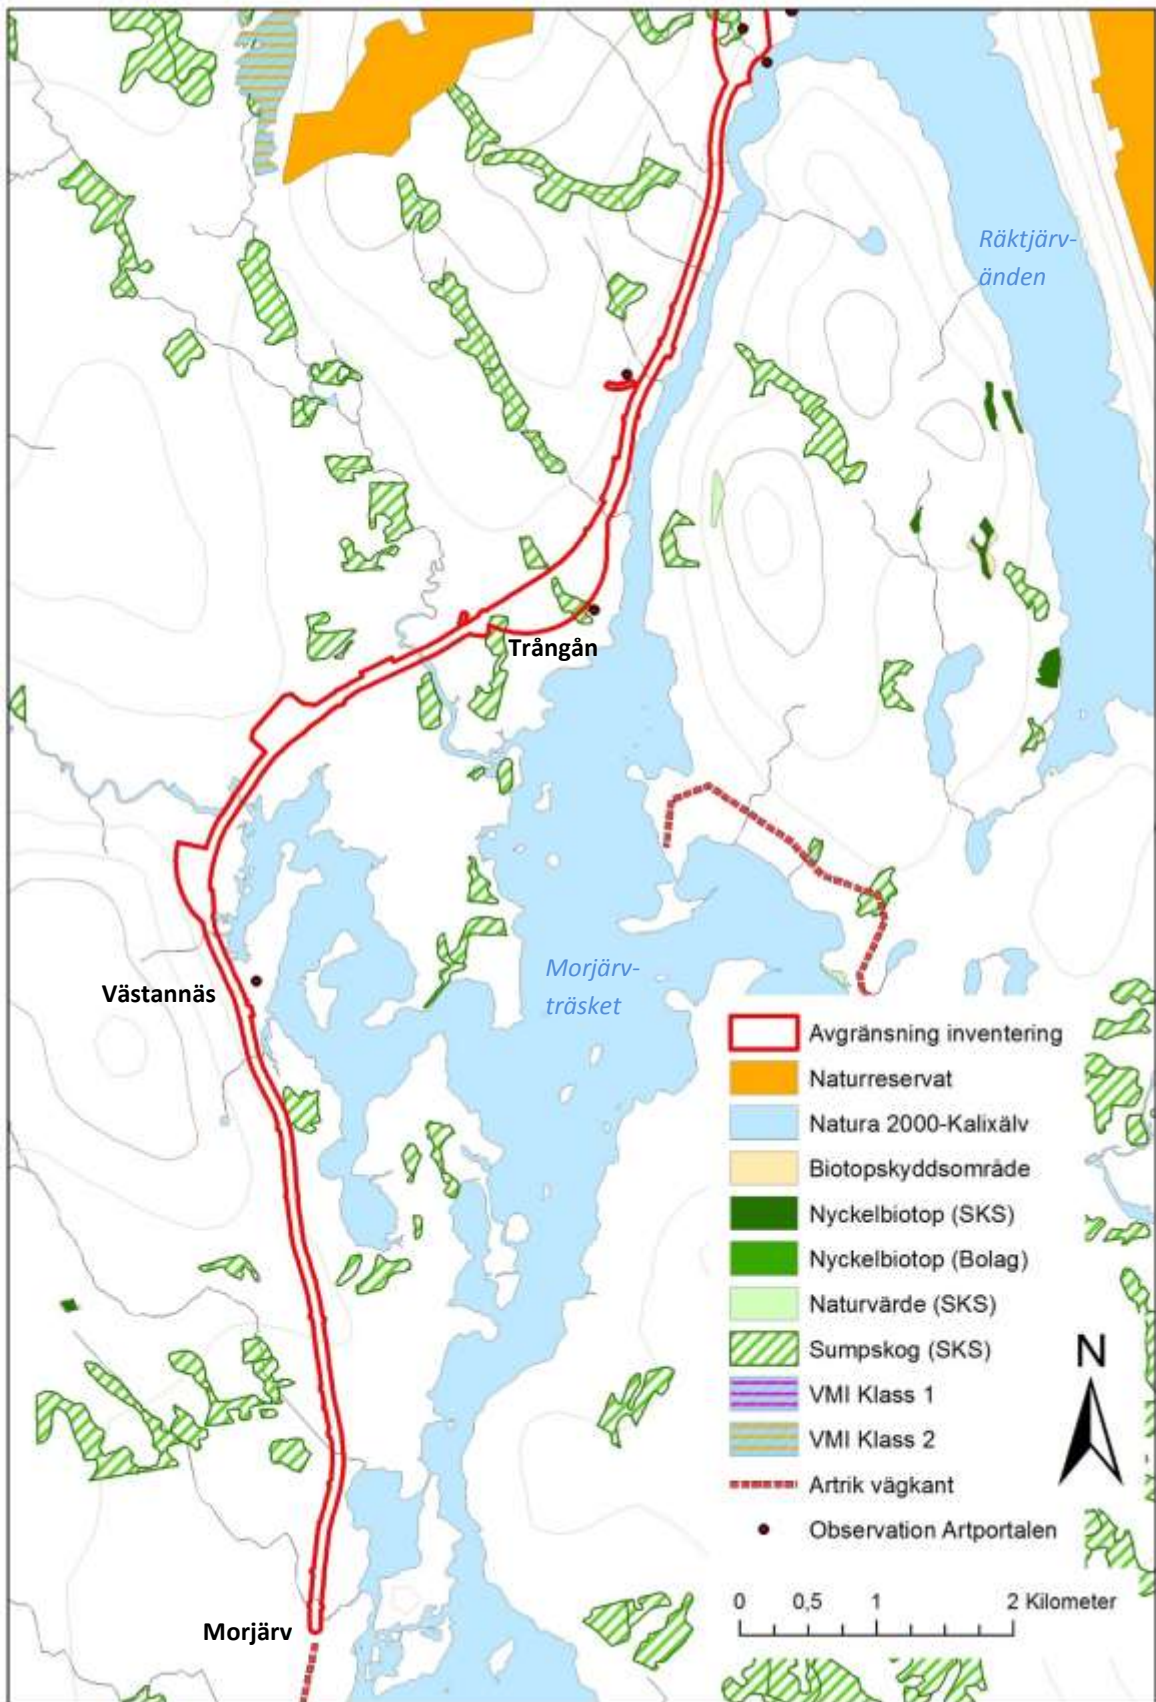 Räktjärv-
änden
Trångån
Västannäs
Morjärv-
träsket
Avgränsning inventering
Naturreservat
Natura 2000-Kalixälv
Biotopskyddsområde
Nyckelbiotop (SKS)
Nyckelbiotop (Bolag)
Naturvärde (SKS)
Sumpskog (SKS)
VMI Klass 1
VMI Klass 2
Artrik vägkant
Observation Artportalen
N
0 0,5 1 2 Kilometer
Morjärv